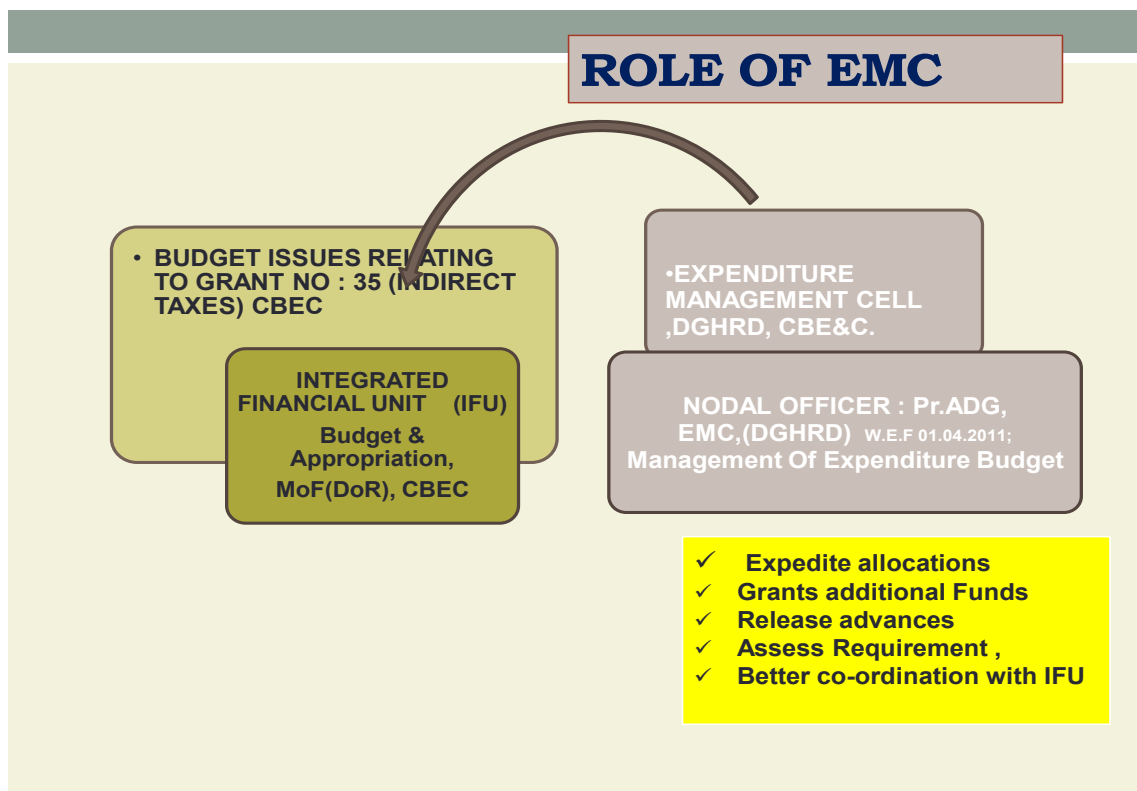 ROLE OF EMC
• BUDGET ISSUES RELATING
TO GRANT NO : 35 (INDIRECT
TAXES) CBEC
INTEGRATED
FINANCIAL UNIT (IFU)
Budget &
Appropriation,
MoF(DoR), CBEC
•EXPENDITURE
MANAGEMENT CELL
,DGHRD, CBE&C.
NODAL OFFICER : Pr.ADG,
EMC,(DGHRD) W.E.F 01.04.2011;
Management Of Expenditure Budget
✓ Expedite allocations
✓ Grants additional Funds
✓ Release advances
✓ Assess Requirement ,
✓ Better co-ordination with IFU